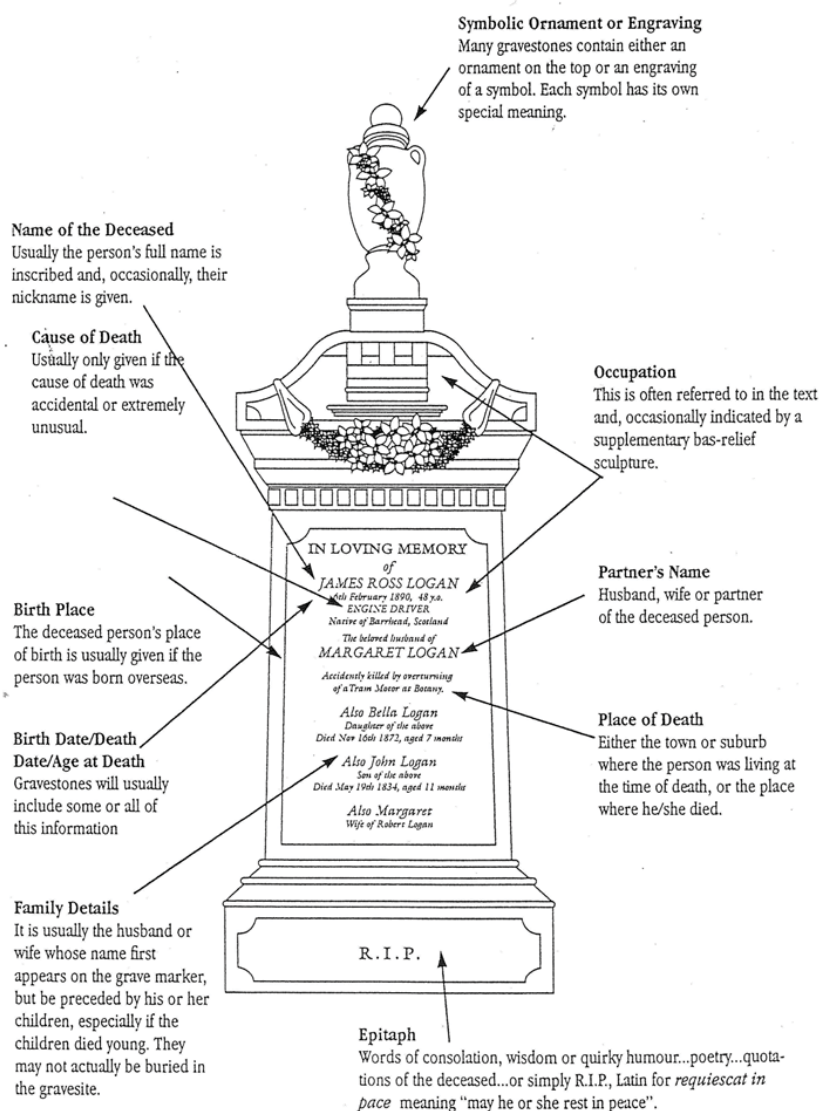 Symbolic Ornament or Engraving
Many gravestones contain either an
ornament on the top or an engraving
of a symbol. Each symbol has its own
special meaning.
Name of the Deceased
Usually the person's full name is
inscribed and, occasionally, their
nickname is given.
Cause of Death
Usually only given if the
cause of death was
accidental or extremely
unusual.
Occupation
This is often referred to in the text
and, occasionally indicated by a
supplementary bas-relief
sculpture.
IN LOVING MEMORY
of
JAMES ROSS LOGAN
6th February 1890, 48 y.o.
ENGINE DRIVER
Native of Barrhead, Scotland
The beloved husband of
MARGARET LOGAN
Accidently killed by overturning
of a Tram Motor at Botany.
Also Bella Logan
Daughter of the above
Died Nov 16th 1872, aged 7 months
Also John Logan
Son of the above
Died May 19th 1834, aged 11 months
Also Margaret
Wife of Robert Logan
Partner's Name
Husband, wife or partner
of the deceased person.
Birth Place
The deceased person's place
of birth is usually given if the
person was born overseas.
Place of Death
Either the town or suburb
where the person was living at
the time of death, or the place
where he/she died.
Birth Date/Death
Date/Age at Death
Gravestones will usually
include some or all of
this information
Family Details
It is usually the husband or
wife whose name first
appears on the grave marker,
but be preceded by his or her
children, especially if the
children died young. They
may not actually be buried in
the gravesite.
R.I.P.
Epitaph
Words of consolation, wisdom or quirky humour...poetry...quota-
tions of the deceased...or simply R.I.P., Latin for requiescat in
pace meaning "may he or she rest in peace".